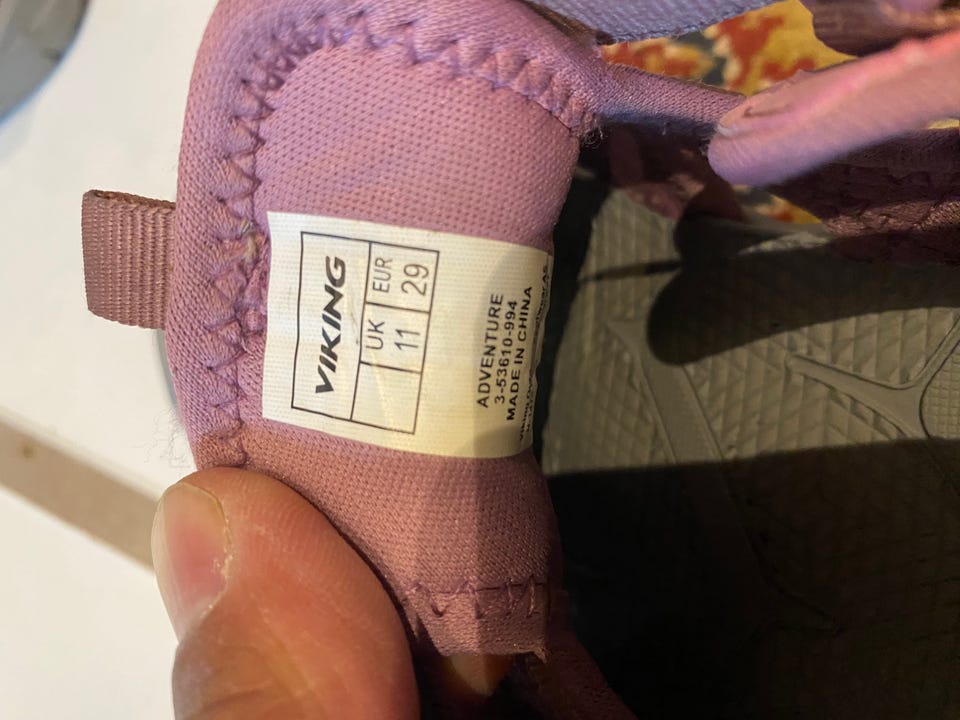 VIKING
UK EUR
11 29
ADVENTURE
3-53610-994
MADE IN CHINA